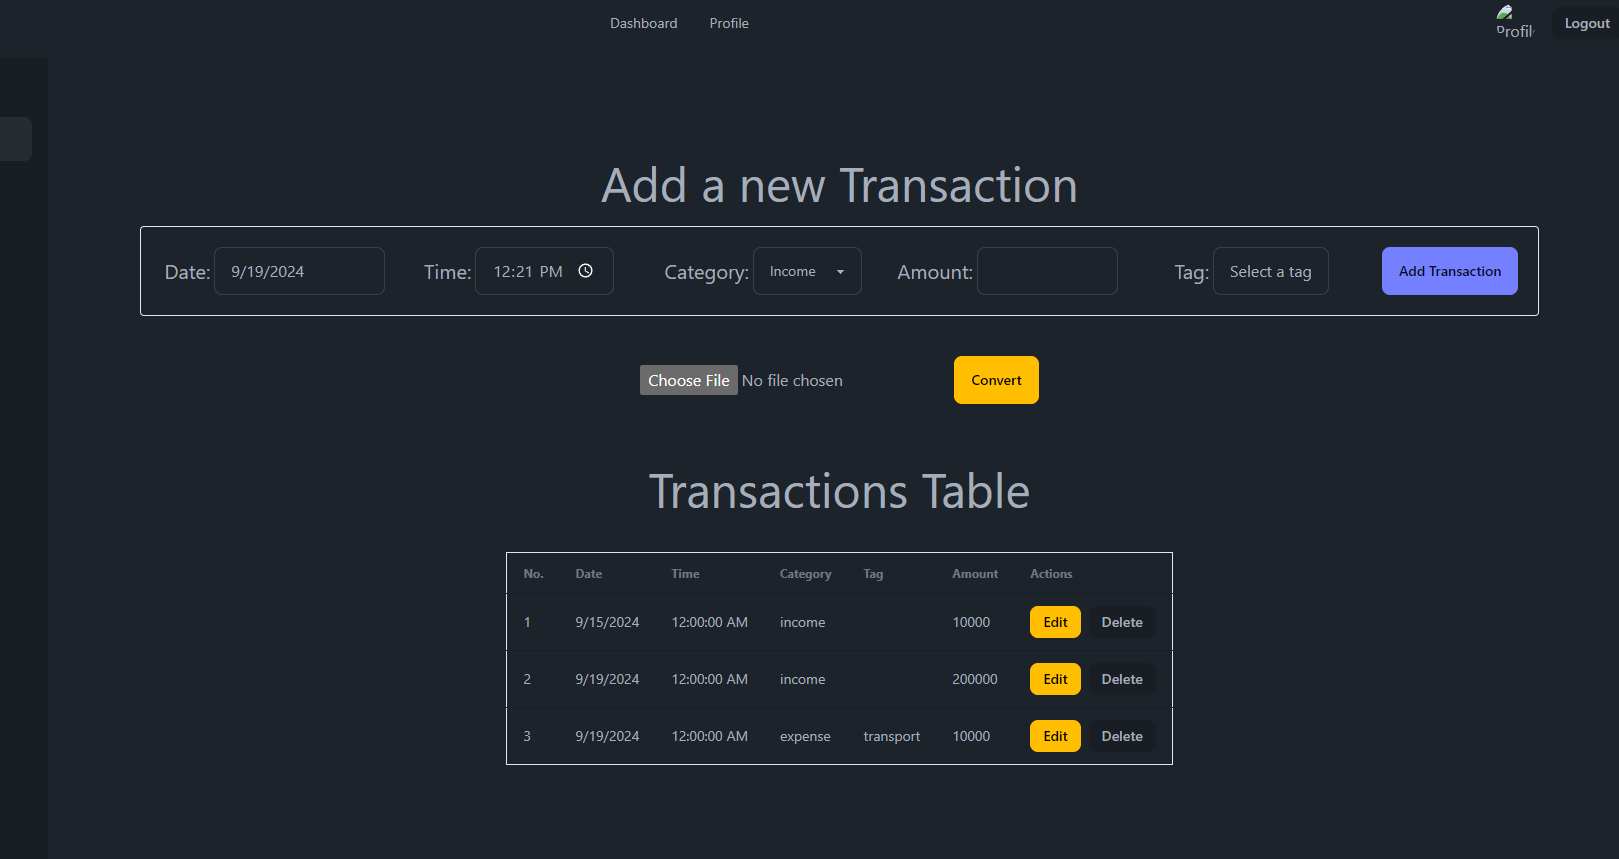 Dashboard Profile Profil Logout
Add a new Transaction
Date: 9/19/2024 Time: 12:21 PM Category: Income Amount: Tag: Select a tag Add Transaction
Choose File No file chosen Convert
Transactions Table
No. Date Time Category Tag Amount Actions
1 9/15/2024 12:00:00 AM income 10000 Edit Delete
2 9/19/2024 12:00:00 AM income 200000 Edit Delete
3 9/19/2024 12:00:00 AM expense transport 10000 Edit Delete